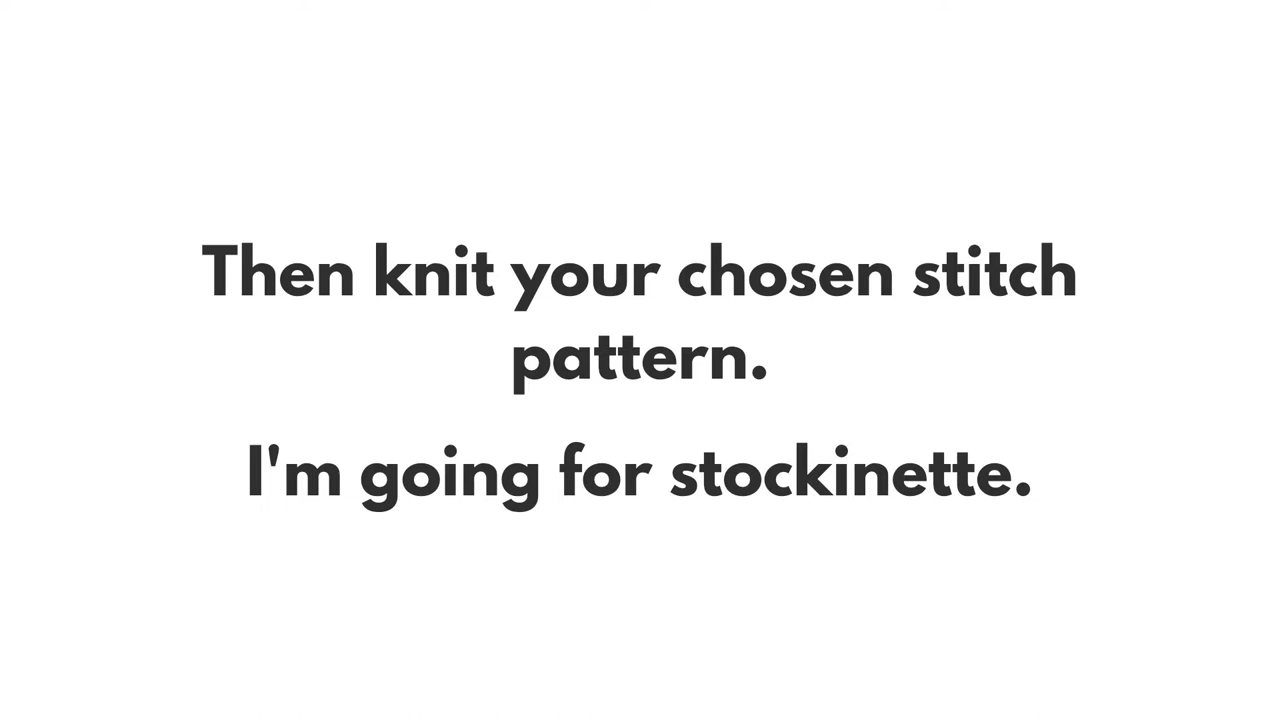 Then knit your chosen stitch
pattern.
I'm going for stockinette.